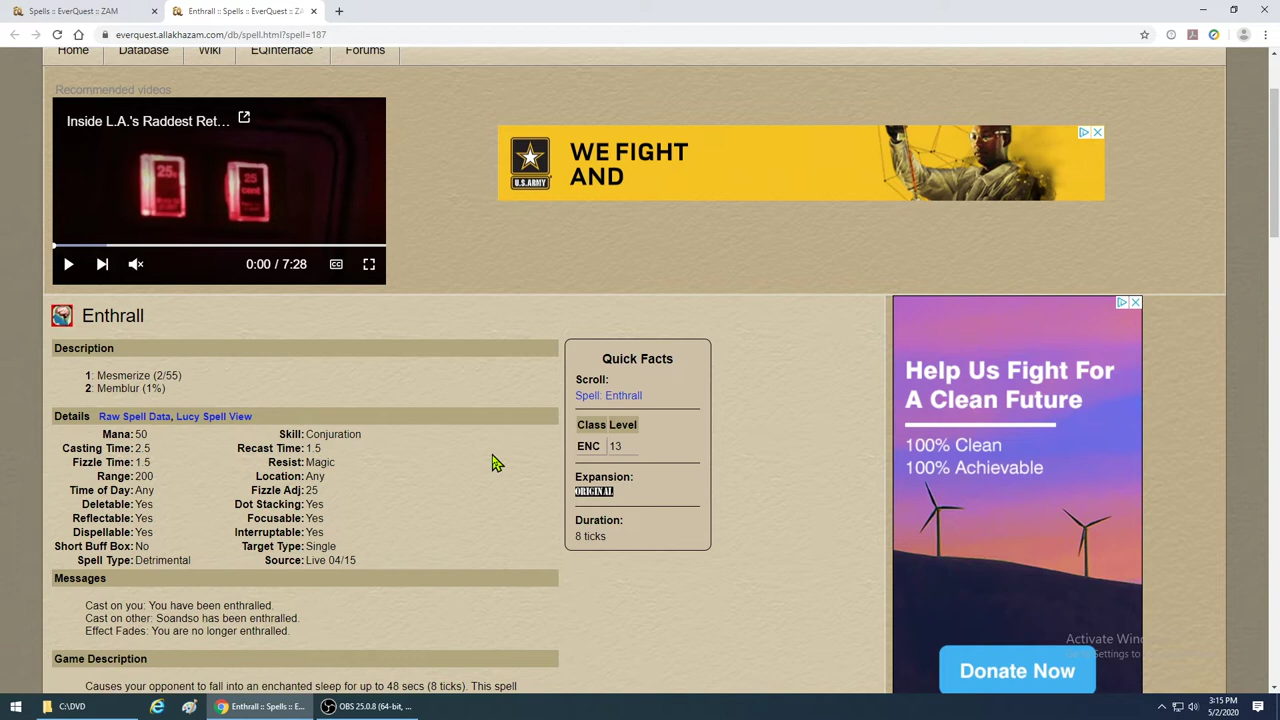 Spells :: EverQuest :: ZAM
Enthrall :: Spells :: EverQuest :: ZAM
everquest.allakhazam.com/db/spell.html?spell=187
Home
Database
Wiki
EQInterface
Forums
Recommended videos
Inside L.A.'s Raddest Ret...
25¢
25
CENT
0:00 / 7:28
CC
U.S.ARMY
WE FIGHT
AND
Enthrall
Description
1: Mesmerize (2/55)
2: Memblur (1%)
Details Raw Spell Data, Lucy Spell View
Mana: 50 Skill: Conjuration
Casting Time: 2.5 Recast Time: 1.5
Fizzle Time: 1.5 Resist: Magic
Range: 200 Location: Any
Time of Day: Any Fizzle Adj: 25
Deletable: Yes Dot Stacking: Yes
Reflectable: Yes Focusable: Yes
Dispellable: Yes Interruptable: Yes
Short Buff Box: No Target Type: Single
Spell Type: Detrimental Source: Live 04/15
Messages
Cast on you: You have been enthralled.
Cast on other: Soandso has been enthralled.
Effect Fades: You are no longer enthralled.
Game Description
Causes your opponent to fall into an enchanted sleep for up to 48 secs (8 ticks). This spell
Quick Facts
Scroll:
Spell: Enthrall
Class Level
ENC 13
Expansion:
ORIGINAL
Duration:
8 ticks
Help Us Fight For
A Clean Future
100% Clean
100% Achievable
Donate Now
Activate Win
Settings to
C:\DVD
Enthrall :: Spells :: E...
OBS 25.0.8 (64-bit, ...
3:15 PM
5/2/2020